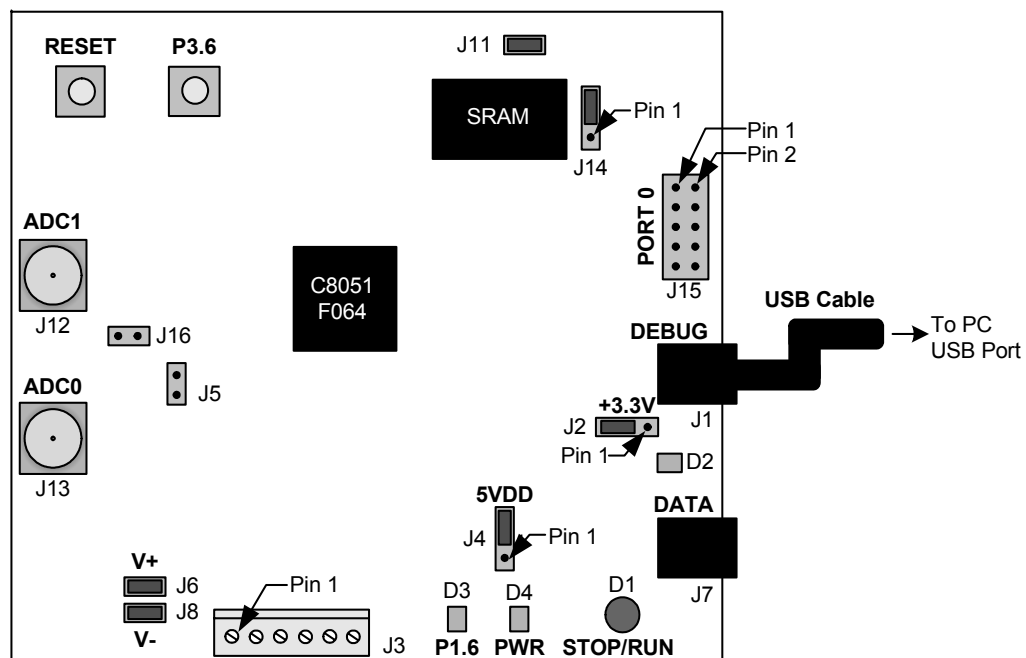 RESET
P3.6
J11
SRAM
Pin 1
J14
Pin 1
Pin 2
PORT 0
J15
ADC1
J12
C8051
F064
J16
J5
ADC0
J13
USB Cable
To PC
USB Port
DEBUG
J1
+3.3V
J2
Pin 1
D2
5VDD
J4
Pin 1
DATA
J7
V+
J6
J8
V-
Pin 1
J3
D3
P1.6
D4
PWR
D1
STOP/RUN